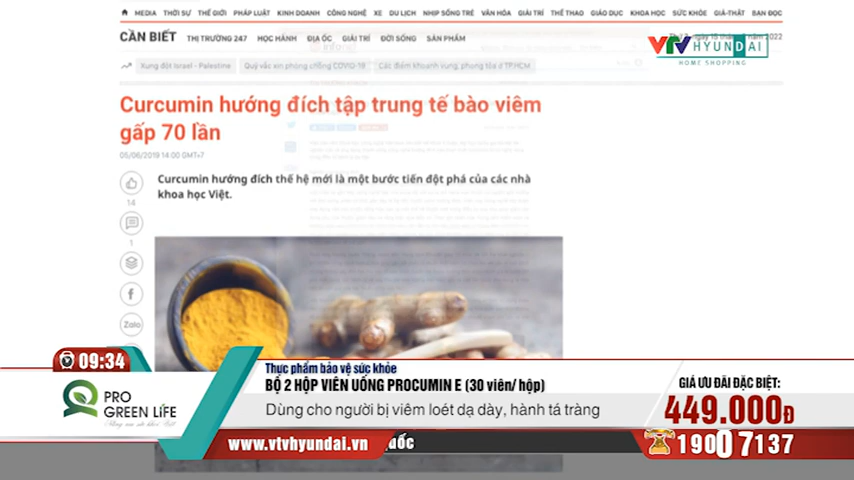 MEDIA THỜI SỰ THẾ GIỚI PHÁP LUẬT KINH DOANH CÔNG NGHỆ XE DU LỊCH NHỊP SỐNG TRẺ VĂN HÓA GIẢI TRÍ THỂ THAO GIÁO DỤC KHOA HỌC SỨC KHỎE GIẢ-THẬT BẠN ĐỌC
CẦN BIẾT THỊ TRƯỜNG 247 HỌC HÀNH ĐỊA ỐC GIẢI TRÍ ĐỜI SỐNG SẢN PHẨM
VTV HYUNDAI
HOME SHOPPING
Xung đột Israel - Palestine Quý vắc xin phòng chống COVID-19 Các điểm khoanh vùng, phong tỏa ở TP.HCM
Curcumin hướng đích tập trung tế bào viêm
gấp 70 lần
05/06/2019 14:00 GMT+7
Curcumin hướng đích thế hệ mới là một bước tiến đột phá của các nhà
khoa học Việt.
14
1
Zalo
09:34
Thực phẩm bảo vệ sức khỏe
BỘ 2 HỘP VIÊN UỐNG PROCUMIN E (30 viên/ hộp)
GIÁ ƯU ĐÃI ĐẶC BIỆT:
PRO
GREEN LIFE
Dùng cho người bị viêm loét dạ dày, hành tá tràng
449.000Đ
www.vtvhyundai.vn
quốc
1900 7137